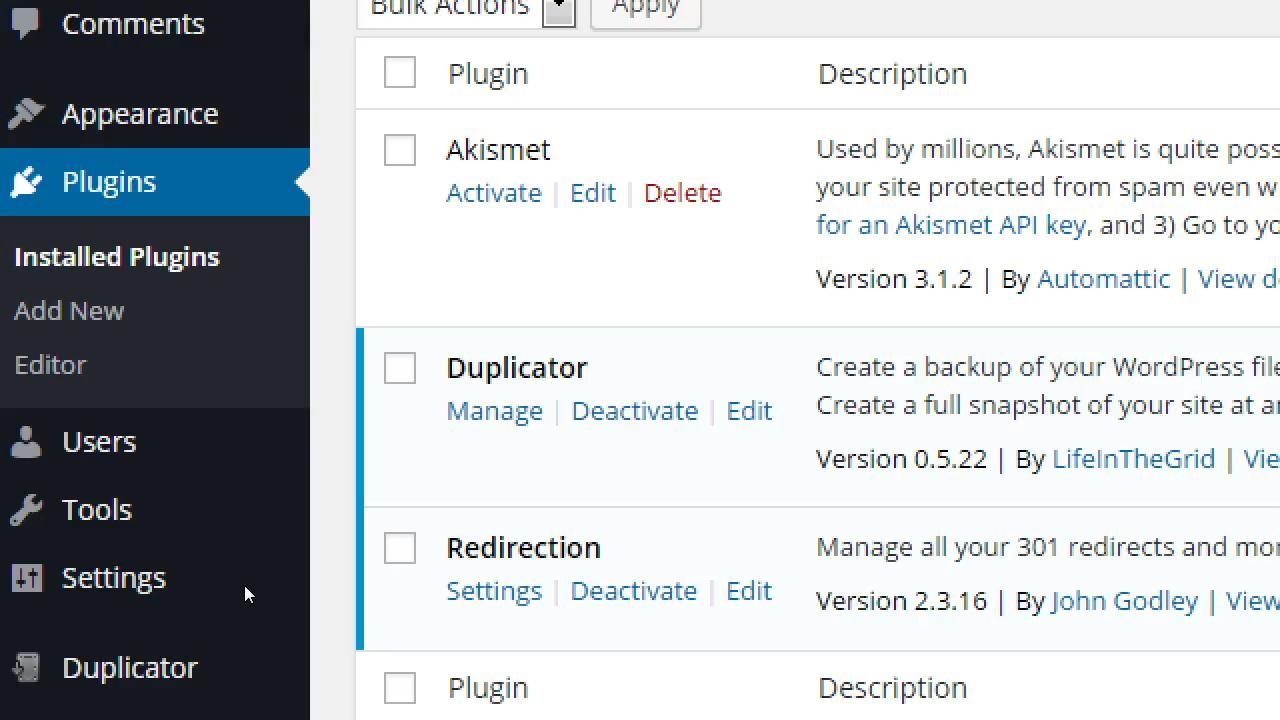 Comments
Appearance
Plugins
Installed Plugins
Add New
Editor
Users
Tools
Settings
Duplicator
Bulk Actions Apply
Plugin Description
Akismet
Activate | Edit | Delete
Used by millions, Akismet is quite poss
your site protected from spam even w
for an Akismet API key, and 3) Go to yo
Version 3.1.2 | By Automattic | View d
Duplicator
Manage | Deactivate | Edit
Create a backup of your WordPress file
Create a full snapshot of your site at a
Version 0.5.22 | By LifeInTheGrid | Vie
Redirection
Settings | Deactivate | Edit
Manage all your 301 redirects and mo
Version 2.3.16 | By John Godley | View
Plugin Description